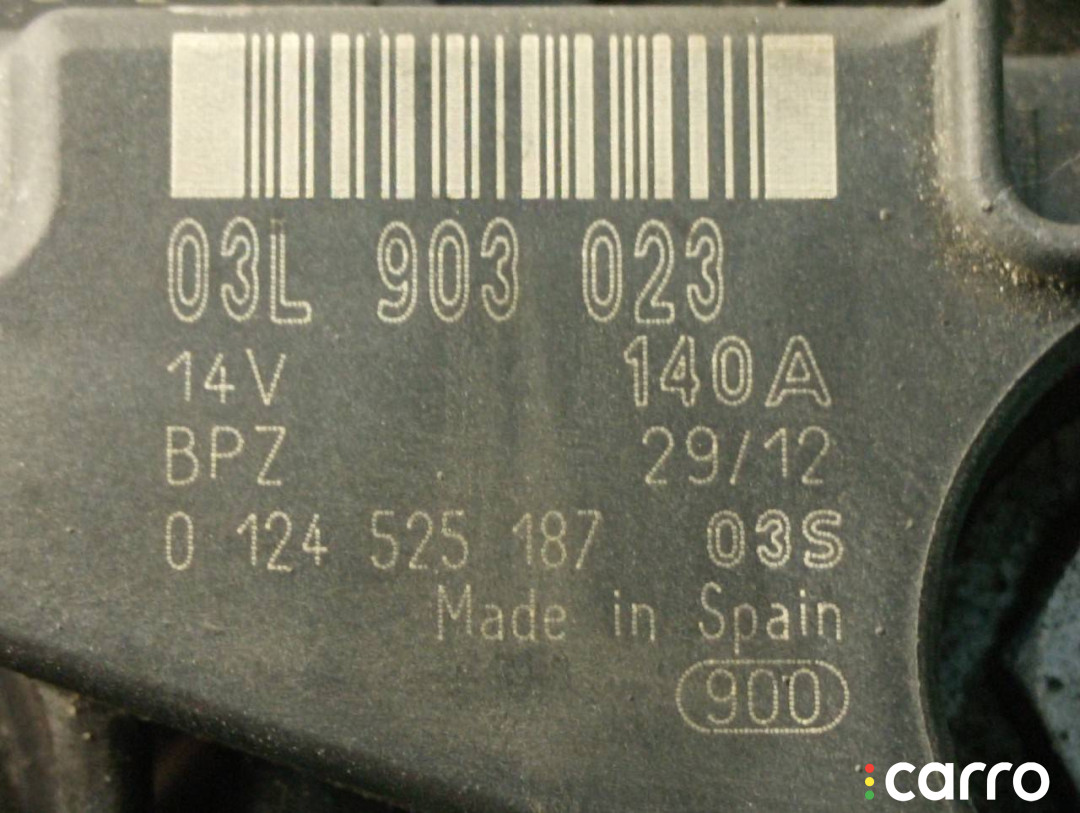 03L 903 023
14V 140A
BPZ 29/12
0 124 525 187 03S
Made in Spain
900
carro